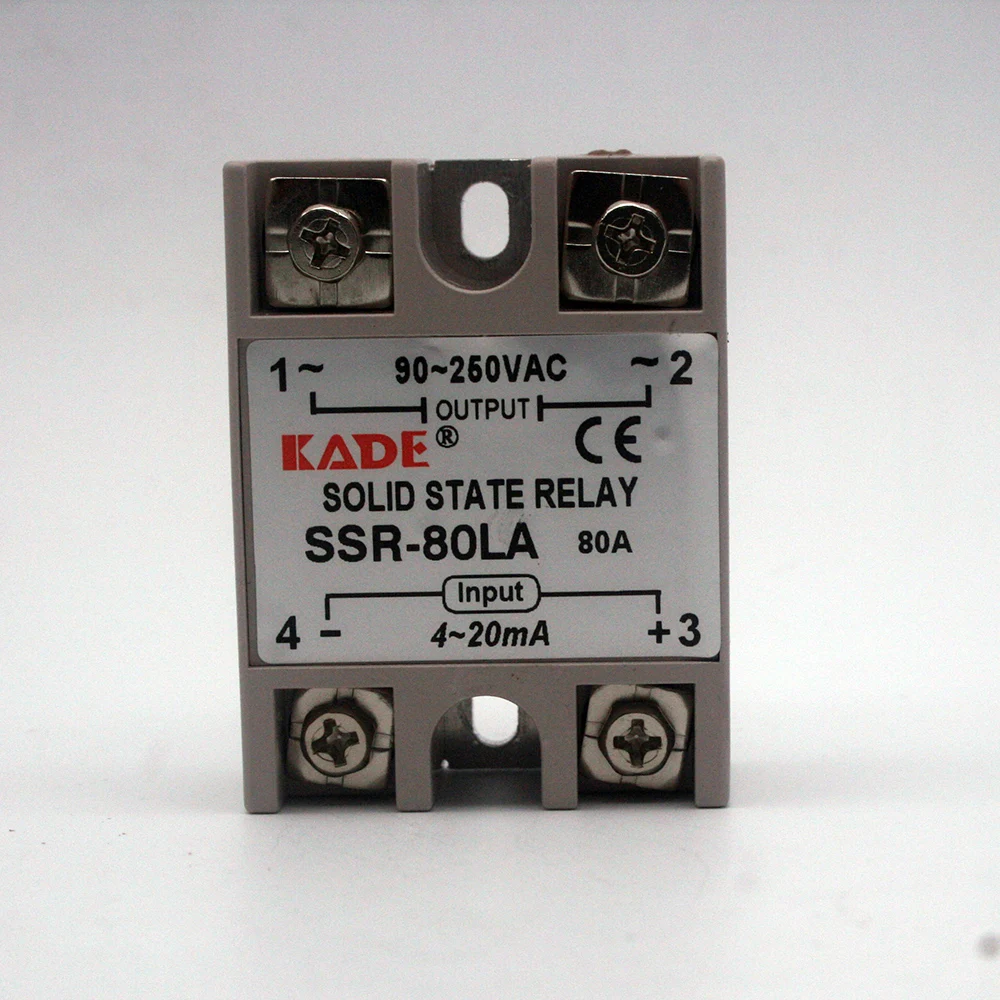 1~ 90~250VAC ~2
OUTPUT
KADE® CE
SOLID STATE RELAY
SSR-80LA 80A
Input
4 - 4~20mA +3